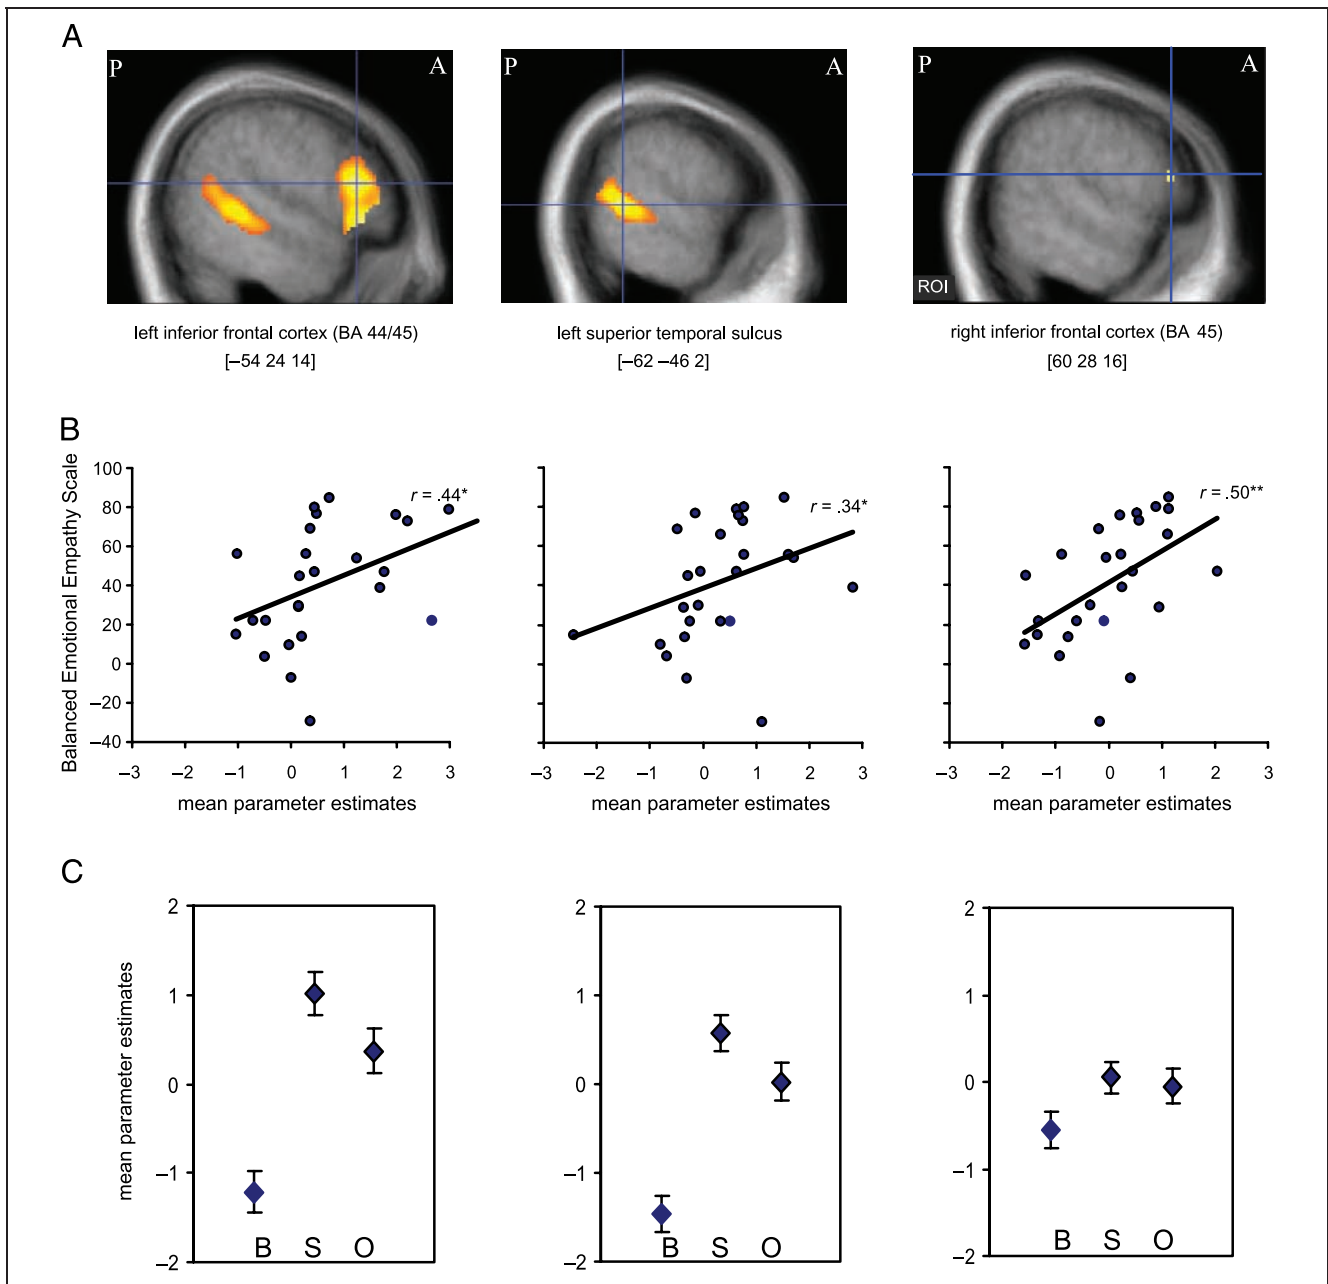 A
P A
P A
P A
ROI
left inferior frontal cortex (BA 44/45)
[–54 24 14]
left superior temporal sulcus
[–62 –46 2]
right inferior frontal cortex (BA 45)
[60 28 16]
B
Balanced Emotional Empathy Scale
100
80
60
40
20
0
–20
–40
r = .44*
–3 –2 –1 0 1 2 3
mean parameter estimates
r = .34*
–3 –2 –1 0 1 2 3
mean parameter estimates
r = .50**
–3 –2 –1 0 1 2 3
mean parameter estimates
C
mean parameter estimates
2
1
0
–1
–2
B S O
2
1
0
–1
–2
B S O
2
1
0
–1
–2
B S O